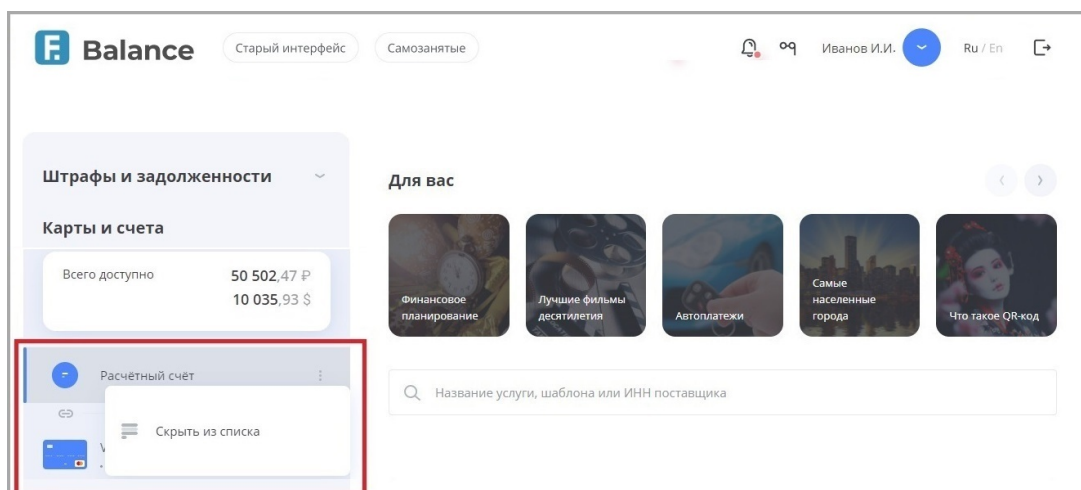 F. Balance
Старый интерфейс
Самозанятые
Иванов И.И.
Ru / En
Штрафы и задолженности
Карты и счета
Всего доступно
50 502,47 ₽
10 035,93 $
Расчётный счёт
Скрыть из списка
Для вас
Финансовое
планирование
Лучшие фильмы
десятилетия
Автоплатежи
Самые
населенные
города
Что такое QR-код
Название услуги, шаблона или ИНН поставщика